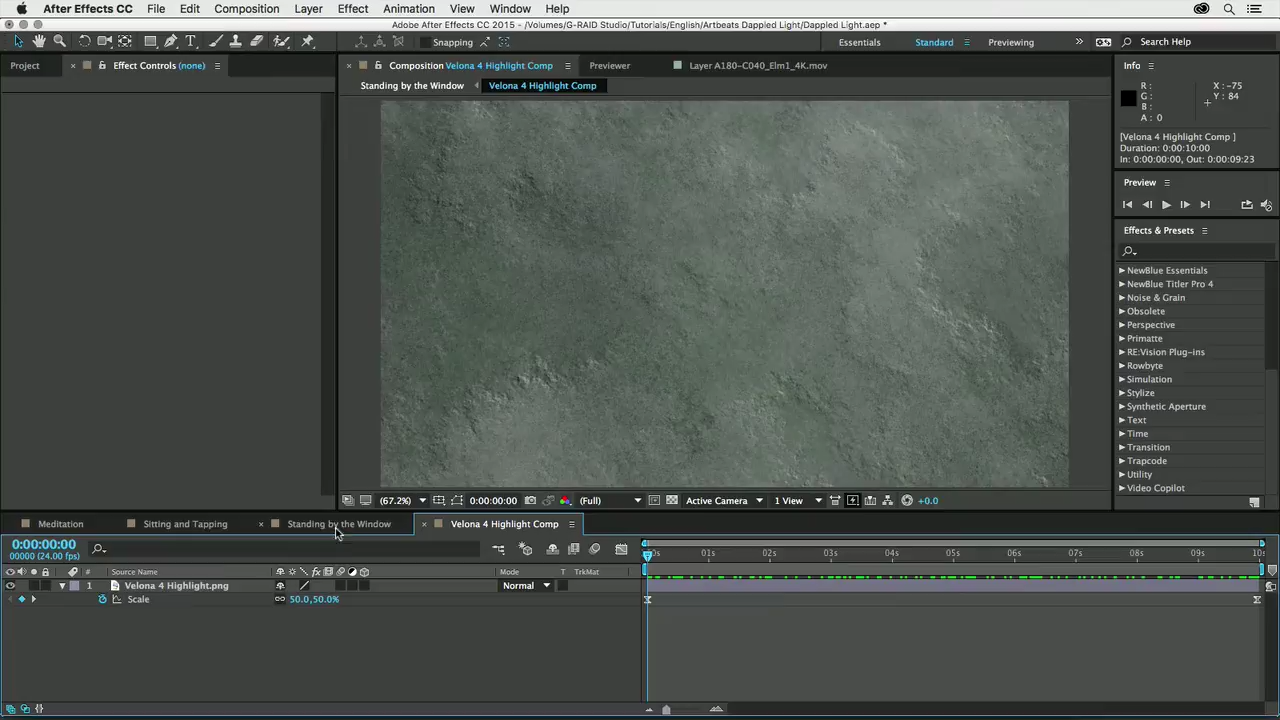 After Effects CC File Edit Composition Layer Effect Animation View Window Help
Adobe After Effects CC 2015 - /Volumes/G-RAID Studio/Tutorials/English/Artbeats Dappled Light/Dappled Light.aep *
Snapping Essentials Standard Previewing Search Help
Project Effect Controls (none) Composition Velona 4 Highlight Comp Previewer Layer A180-C040_Elm1_4K.mov Info
Standing by the Window Velona 4 Highlight Comp
R :
G :
B :
A : 0
X : -75
Y : 84
[Velona 4 Highlight Comp ]
Duration: 0:00:10:00
In: 0:00:00:00, Out: 0:00:09:23
Preview
Effects & Presets
NewBlue Essentials
NewBlue Titler Pro 4
Noise & Grain
Obsolete
Perspective
Primatte
RE:Vision Plug-ins
Rowbyte
Simulation
Stylize
Synthetic Aperture
Text
Time
Transition
Trapcode
Utility
Video Copilot
(67.2%) 0:00:00:00 (Full) Active Camera 1 View +0.0
Meditation Sitting and Tapping Standing by the Window Velona 4 Highlight Comp
0:00:00:00
00000 (24.00 fps)
00s 01s 02s 03s 04s 05s 06s 07s 08s 09s 10s
# Source Name Mode T TrkMat
1 Velona 4 Highlight.png Normal
Scale 50.0,50.0%